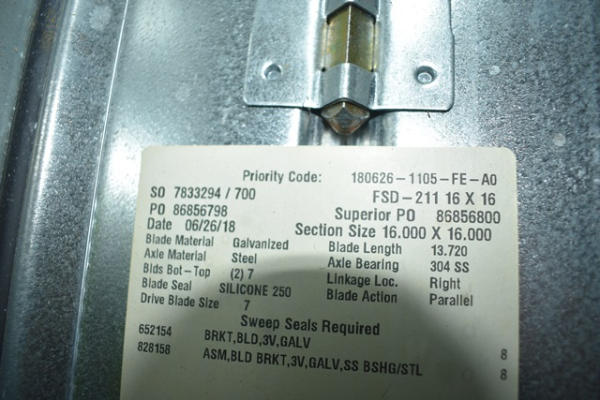 Priority Code: 180626-1105-FE-A0
SO 7833294 / 700 FSD-211 16 X 16
PO 86856798 Superior PO 86856800
Date 06/26/18 Section Size 16.000 X 16.000
Blade Material Galvanized Blade Length 13.720
Axle Material Steel Axle Bearing 304 SS
Blds Bot-Top (2) 7 Linkage Loc. Right
Blade Seal SILICONE 250 Blade Action Parallel
Drive Blade Size 7
Sweep Seals Required
652154 BRKT,BLD,3V,GALV 8
828158 ASM,BLD BRKT,3V,GALV,SS BSHG/STL 8